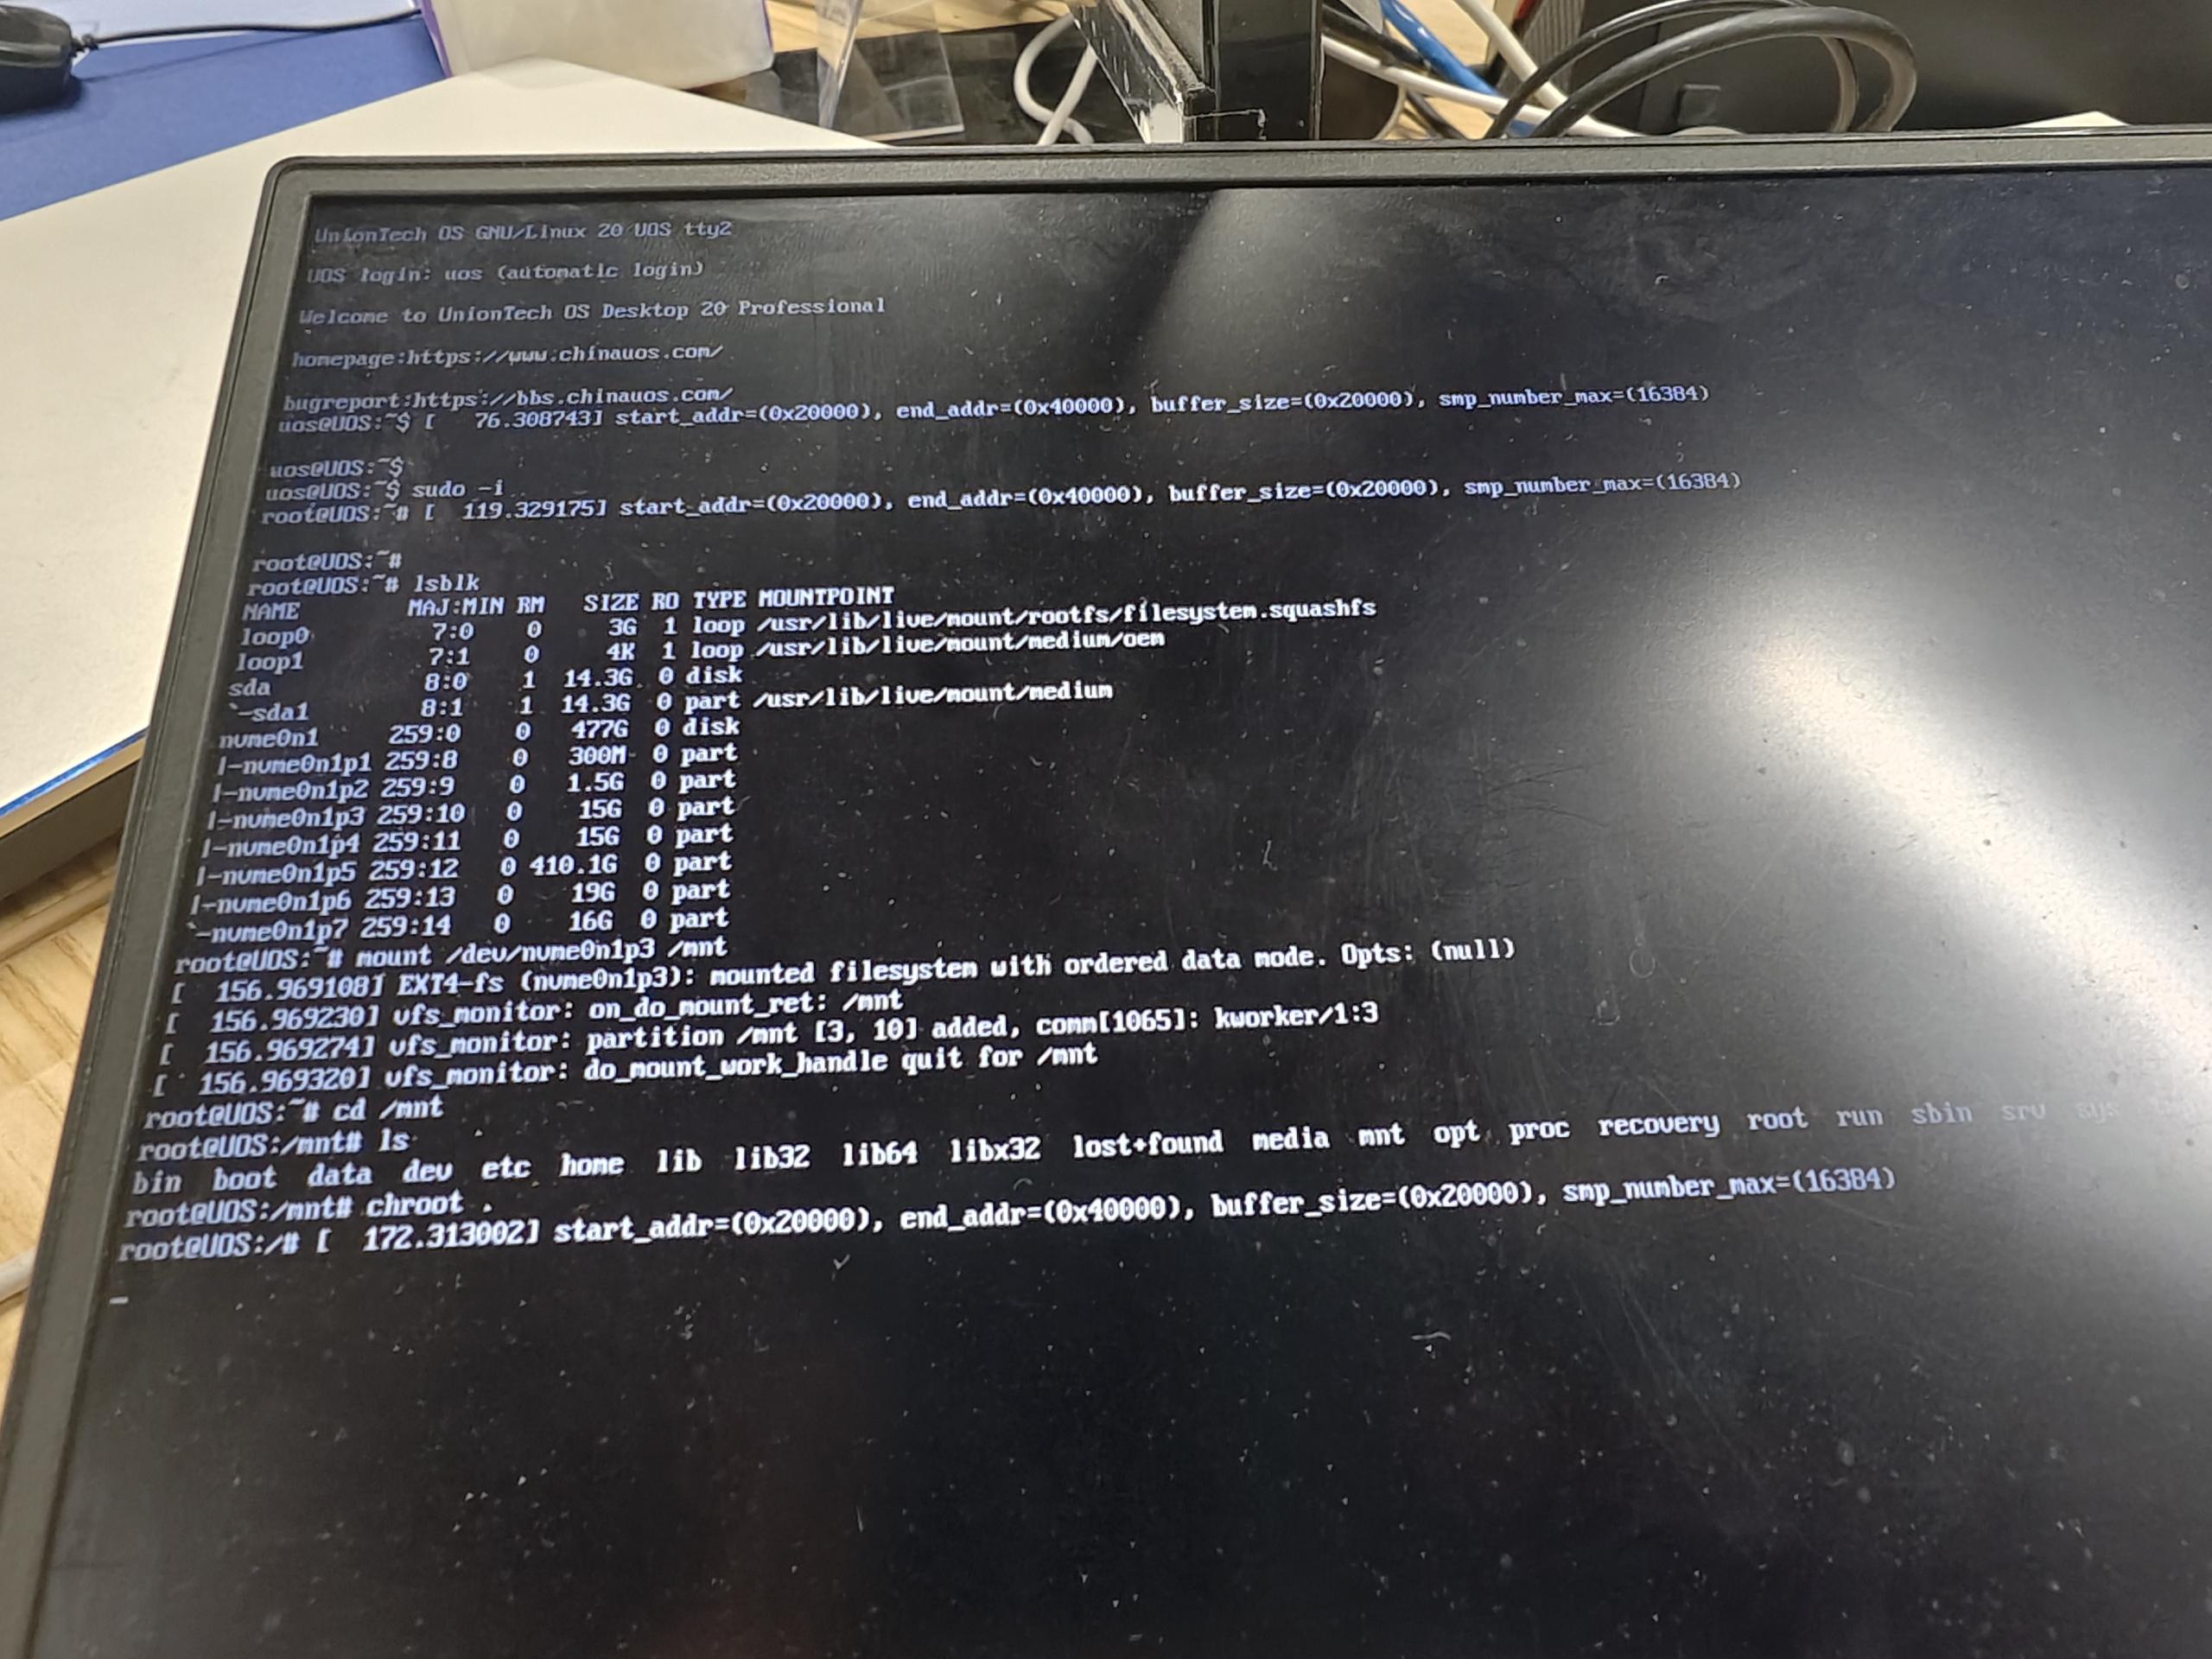 UnionTech OS GNU/Linux 20 UOS tty2
UOS login: uos (automatic login)
Welcome to UnionTech OS Desktop 20 Professional
homepage:https://www.chinauos.com/
bugreport:https://bbs.chinauos.com/
uos@UOS:~$ [   76.308743] start_addr=(0x20000), end_addr=(0x40000), buffer_size=(0x20000), smp_number_max=(16384)
uos@UOS:~$
uos@UOS:~$ sudo -i
root@UOS:~# [  119.329175] start_addr=(0x20000), end_addr=(0x40000), buffer_size=(0x20000), smp_number_max=(16384)
root@UOS:~#
root@UOS:~# lsblk
NAME        MAJ:MIN RM   SIZE RO TYPE MOUNTPOINT
loop0         7:0    0     3G  1 loop /usr/lib/live/mount/rootfs/filesystem.squashfs
loop1         7:1    0     4K  1 loop /usr/lib/live/mount/medium/oem
sda           8:0    1  14.3G  0 disk
`-sda1        8:1    1  14.3G  0 part /usr/lib/live/mount/medium
nvme0n1     259:0    0   477G  0 disk
|-nvme0n1p1 259:8    0   300M  0 part
|-nvme0n1p2 259:9    0   1.5G  0 part
|-nvme0n1p3 259:10   0    15G  0 part
|-nvme0n1p4 259:11   0    15G  0 part
|-nvme0n1p5 259:12   0 410.1G  0 part
|-nvme0n1p6 259:13   0    19G  0 part
`-nvme0n1p7 259:14   0    16G  0 part
root@UOS:~# mount /dev/nvme0n1p3 /mnt
[  156.969108] EXT4-fs (nvme0n1p3): mounted filesystem with ordered data mode. Opts: (null)
[  156.969230] vfs_monitor: on_do_mount_ret: /mnt
[  156.969274] vfs_monitor: partition /mnt [3, 10] added, comm[1065]: kworker/1:3
[  156.969320] vfs_monitor: do_mount_work_handle quit for /mnt
root@UOS:~# cd /mnt
root@UOS:/mnt# ls
bin  boot  data  dev  etc  home  lib  lib32  lib64  libx32  lost+found  media  mnt  opt  proc  recovery  root  run  sbin  srv  sys
root@UOS:/mnt# chroot .
root@UOS:/# [  172.313002] start_addr=(0x20000), end_addr=(0x40000), buffer_size=(0x20000), smp_number_max=(16384)